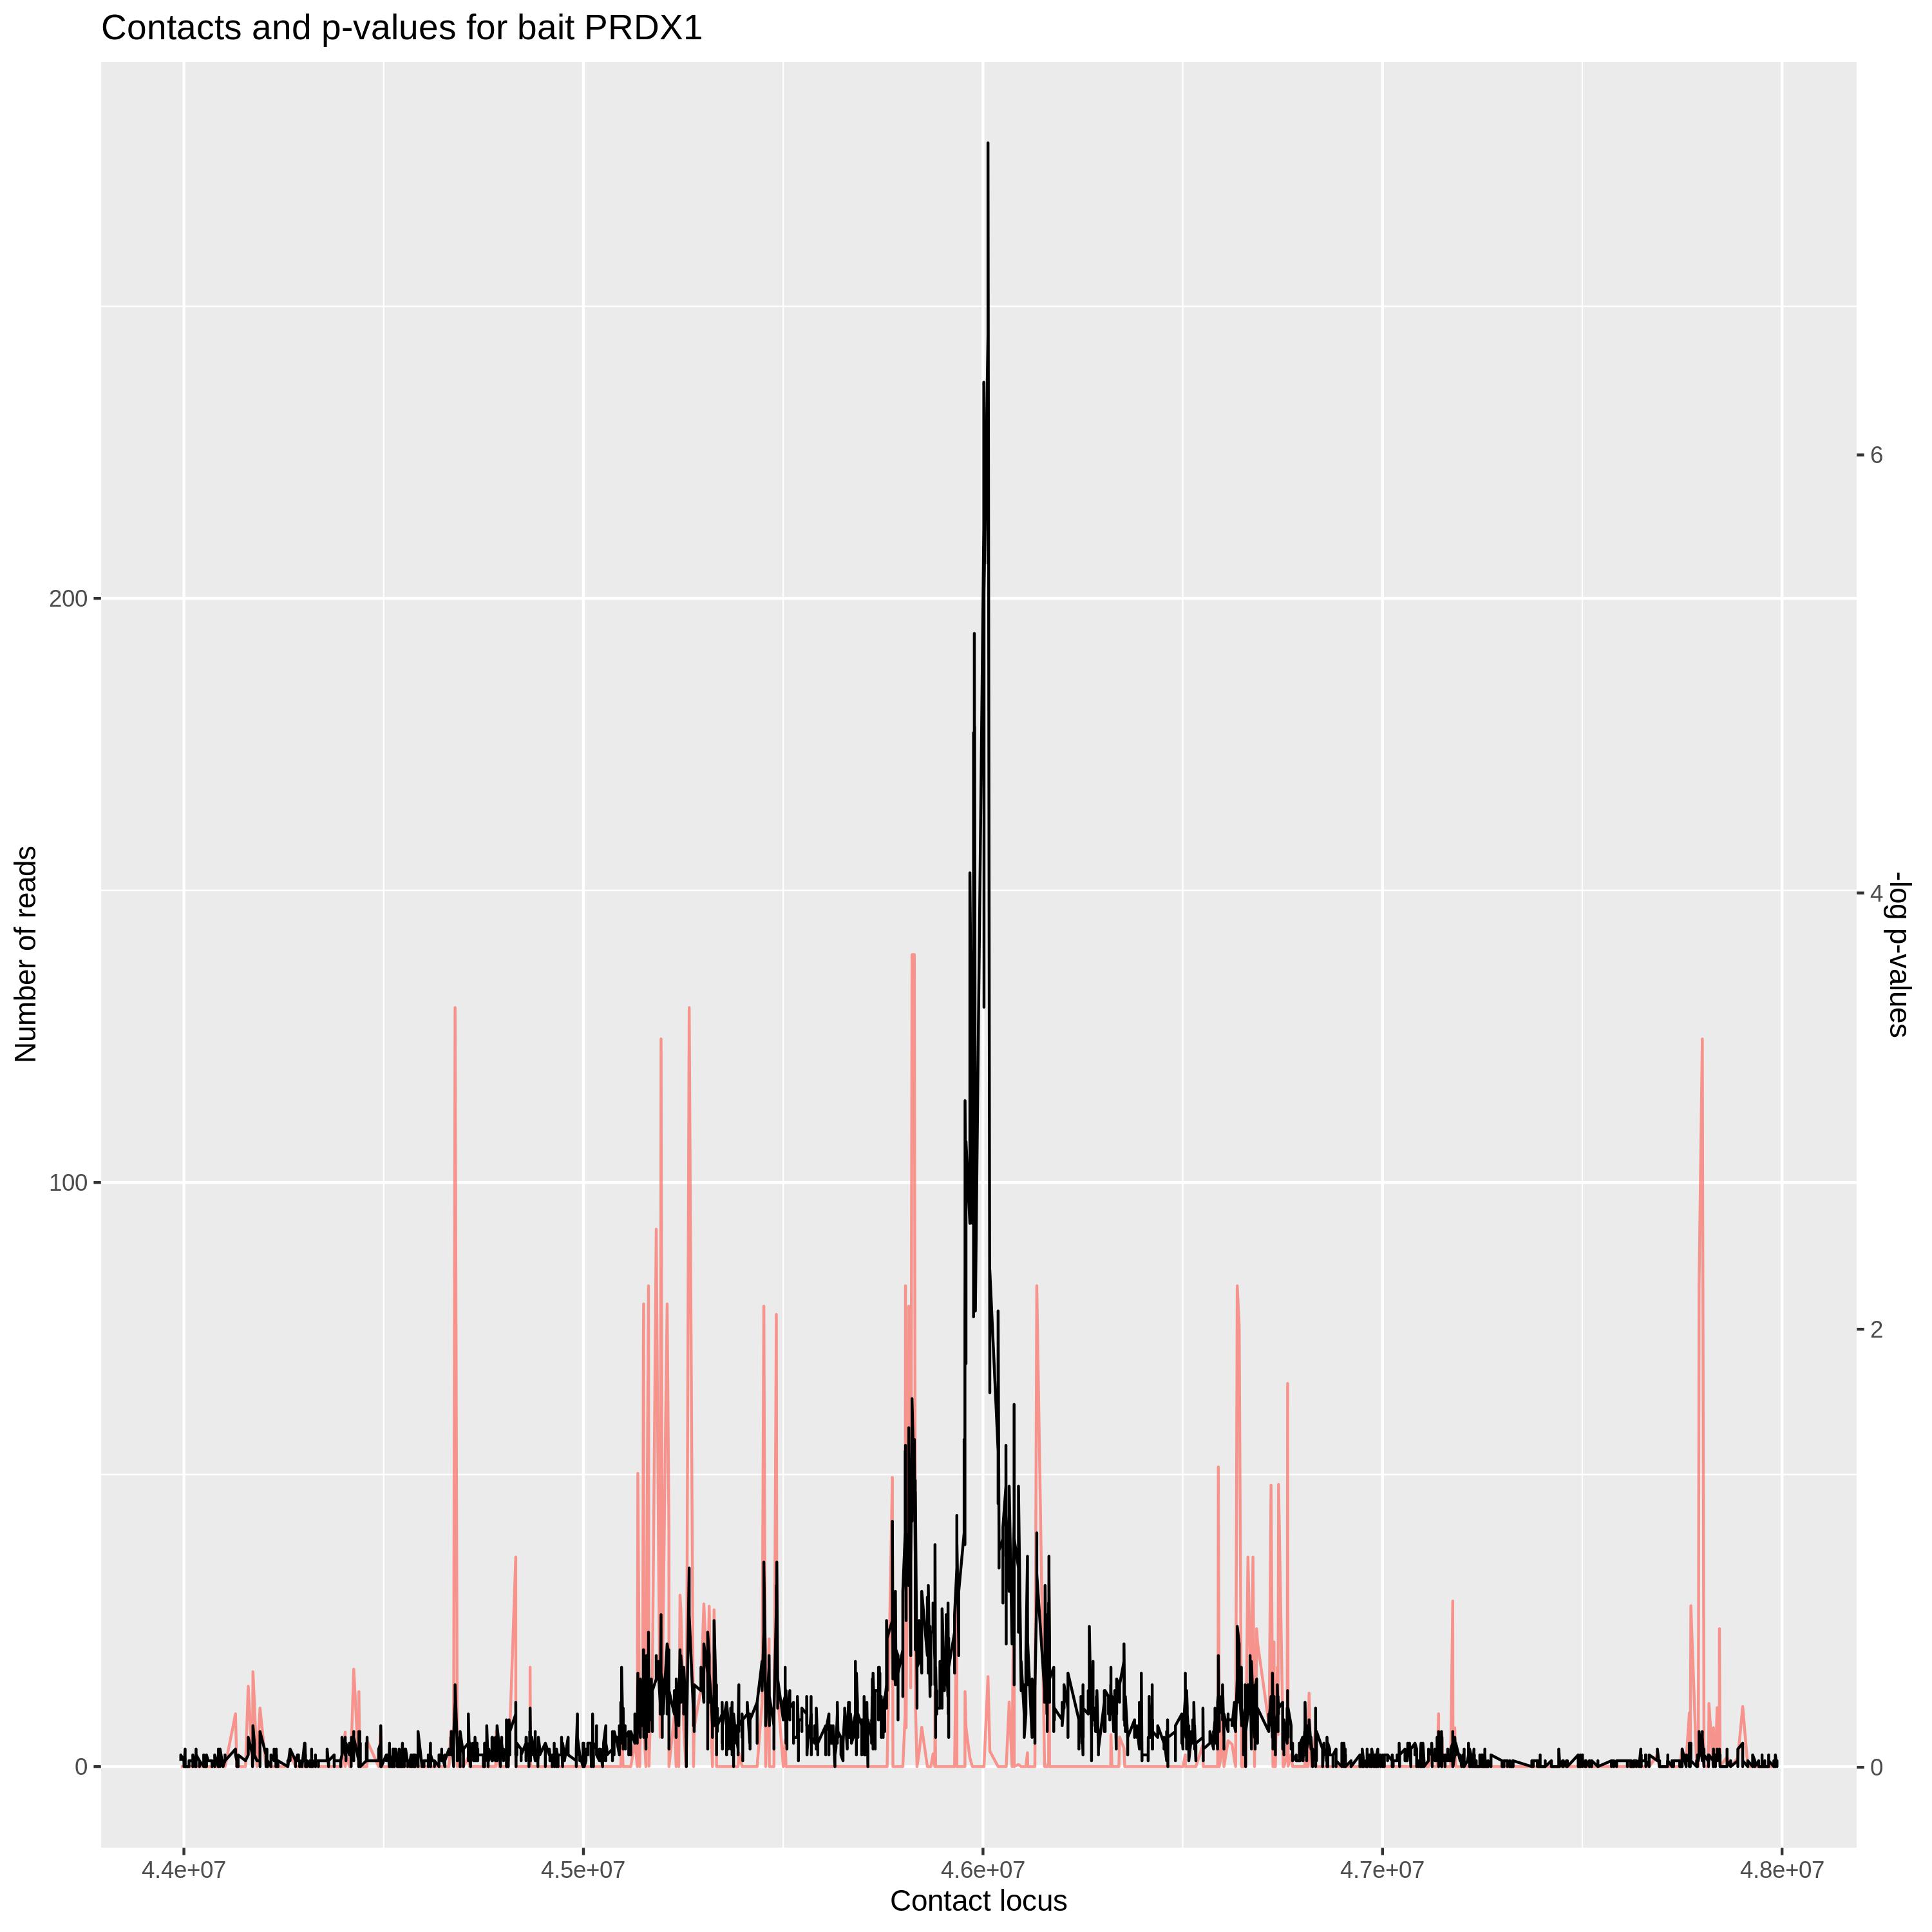 Contacts and p-values for bait PRDX1
Number of reads
200
100
0
6
4
2
0
-log p-values
4.4e+07 4.5e+07 4.6e+07 4.7e+07 4.8e+07
Contact locus